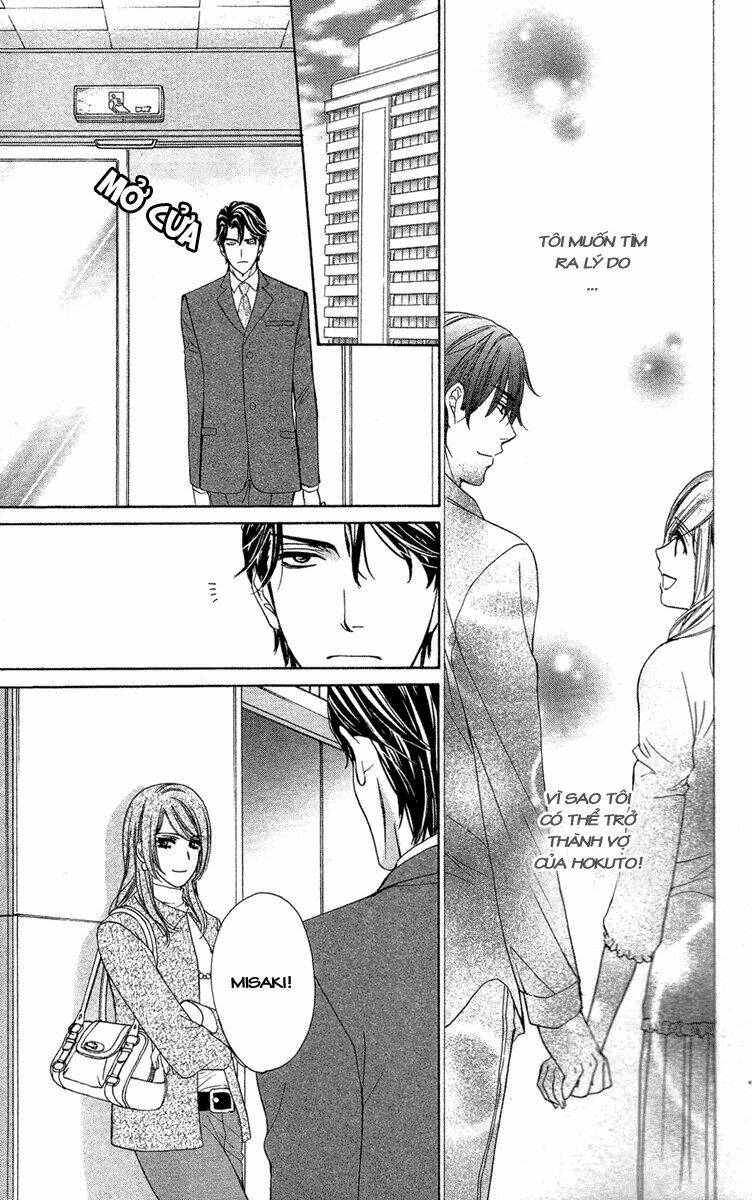 TÔI MUỐN TÌM
RA LÝ DO
...
VÌ SAO TÔI
CÓ THỂ TRỞ
THÀNH VỢ
CỦA HOKUTO!
MỞ CỬA
MISAKI!